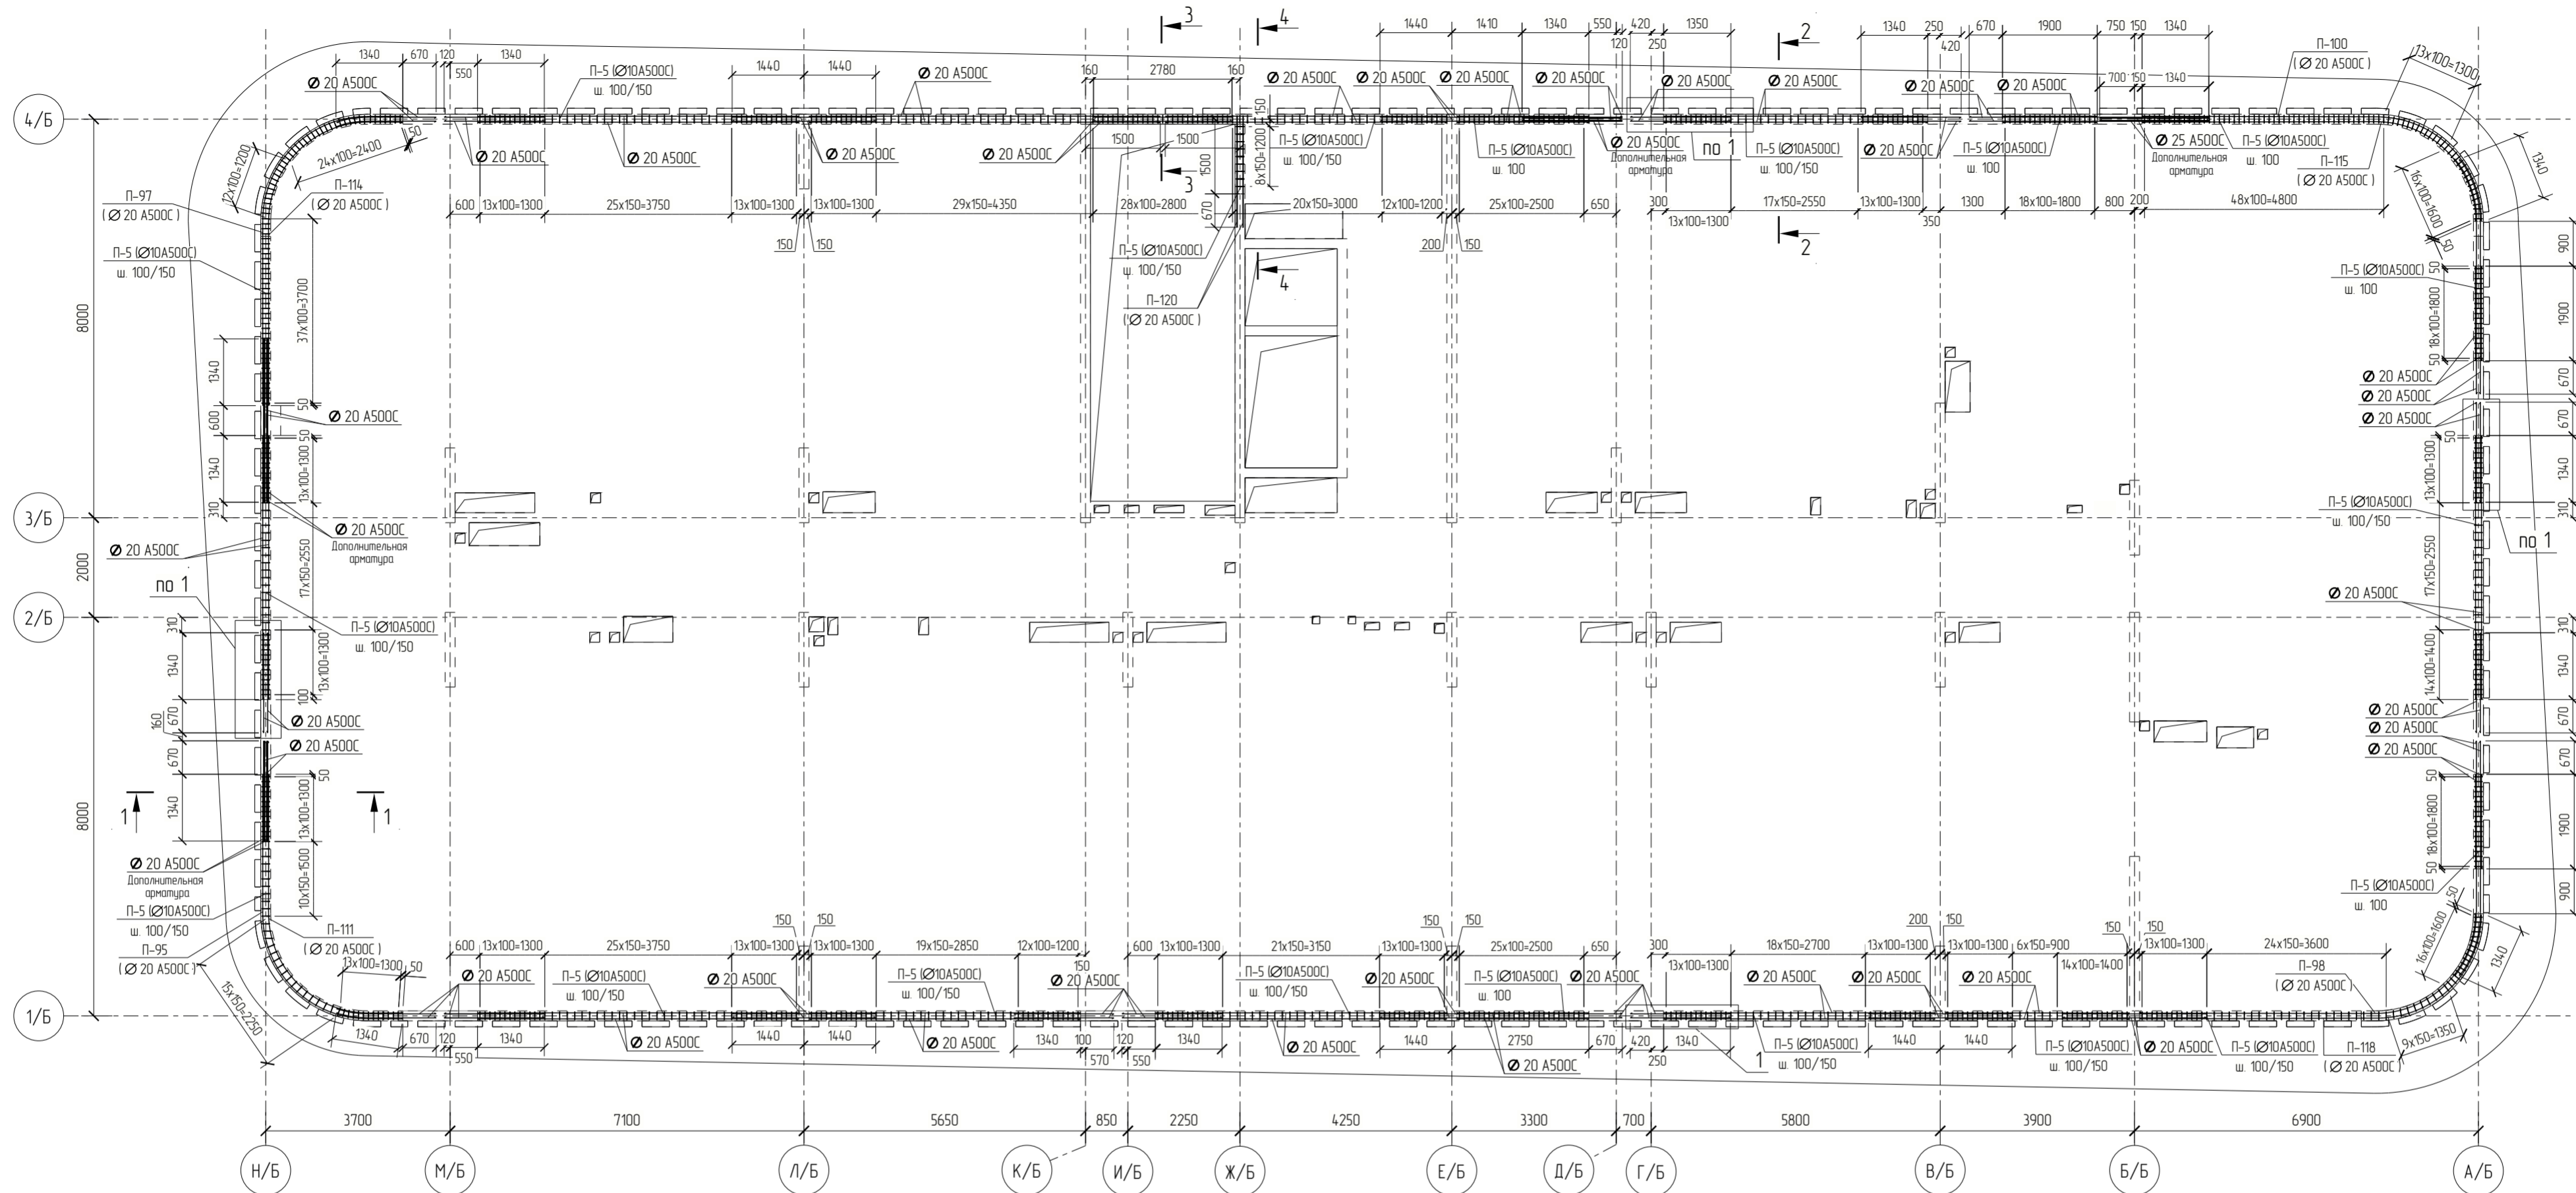 3
4
1440
1410
1340
550
420
1350
120
250
2
1340
250
670
1900
750
150
1340
420
П-100
(Ø 20 А500С)
13х100=1300
1340
670
120
1340
550
Ø 20 А500С
П-5 (Ø10А500С)
ш. 100/150
1440
1440
Ø 20 А500С
160
2780
160
Ø 20 А500С
Ø 20 А500С
Ø 20 А500С
Ø 20 А500С
Ø 20 А500С
Ø 20 А500С
Ø 20 А500С
Ø 20 А500С
700
150
1340
4/Б
50
24х100=2400
Ø 20 А500С
Ø 20 А500С
Ø 20 А500С
Ø 20 А500С
1500
1500
3
150
1500
8х150=1200
П-5 (Ø10А500С)
ш. 100/150
П-5 (Ø10А500С)
ш. 100
Ø 20 А500С
Дополнительная
арматура
по 1
П-5 (Ø10А500С)
ш. 100/150
Ø 20 А500С
П-5 (Ø10А500С)
ш. 100
Ø 25 А500С
Дополнительная
арматура
П-5 (Ø10А500С)
ш. 100
П-115
(Ø 20 А500С)
1340
16х100=1600
50
12х100=1200
П-114
(Ø 20 А500С)
П-97
(Ø 20 А500С)
600
13х100=1300
25х150=3750
13х100=1300
13х100=1300
29х150=4350
28х100=2800
670
20х150=3000
12х100=1200
25х100=2500
650
300
17х150=2550
13х100=1300
1300
18х100=1800
800
200
48х100=4800
13х100=1300
350
150
150
200
150
2
П-5 (Ø10А500С)
ш. 100/150
П-5 (Ø10А500С)
ш. 100/150
4
П-120
(Ø 20 А500С)
П-5 (Ø10А500С)
ш. 100
900
50
18х100=1800
1900
50
8000
37х100=3700
1340
50
600
Ø 20 А500С
50
1340
13х100=1300
310
Ø 20 А500С
Ø 20 А500С
Ø 20 А500С
670
670
50
13х100=1300
1340
310
3/Б
Ø 20 А500С
Дополнительная
арматура
Ø 20 А500С
П-5 (Ø10А500С)
ш. 100/150
по 1
2000
17х150=2550
17х150=2550
по 1
Ø 20 А500С
2/Б
310
П-5 (Ø10А500С)
ш. 100/150
310
1340
13х100=1300
100
14х100=1400
1340
160
670
Ø 20 А500С
Ø 20 А500С
Ø 20 А500С
Ø 20 А500С
Ø 20 А500С
670
670
670
50
50
8000
1
1
1340
13х100=1300
18х100=1800
1900
50
Ø 20 А500С
Дополнительная
арматура
10х150=1500
П-5 (Ø10А500С)
ш. 100
900
50
П-5 (Ø10А500С)
ш. 100/150
П-95
(Ø 20 А500С)
П-111
(Ø 20 А500С)
13х100=1300
50
150
150
150
150
200
150
150
150
600
13х100=1300
25х150=3750
13х100=1300
13х100=1300
19х150=2850
12х100=1200
600
13х100=1300
21х150=3150
13х100=1300
25х100=2500
650
300
18х150=2700
13х100=1300
13х100=1300
6х150=900
13х100=1300
24х150=3600
150
13х100=1300
14х100=1400
16х100=1600
1340
Ø 20 А500С
П-5 (Ø10А500С)
ш. 100/150
Ø 20 А500С
П-5 (Ø10А500С)
ш. 100/150
Ø 20 А500С
П-5 (Ø10А500С)
ш. 100/150
П-5 (Ø10А500С)
ш. 100
Ø 20 А500С
Ø 20 А500С
Ø 20 А500С
Ø 20 А500С
П-98
(Ø 20 А500С)
1/Б
15х150=2250
1340
670
120
1340
550
Ø 20 А500С
1440
1440
Ø 20 А500С
1340
100
120
1340
570
550
Ø 20 А500С
1440
2750
670
Ø 20 А500С
420
1340
250
1
П-5 (Ø10А500С)
ш. 100/150
1440
1440
П-5 (Ø10А500С)
ш. 100/150
Ø 20 А500С
П-5 (Ø10А500С)
ш. 100/150
П-118
(Ø 20 А500С)
9х150=1350
3700
7100
5650
850
2250
4250
3300
700
5800
3900
6900
Н/Б
М/Б
Л/Б
К/Б
И/Б
Ж/Б
Е/Б
Д/Б
Г/Б
В/Б
Б/Б
А/Б